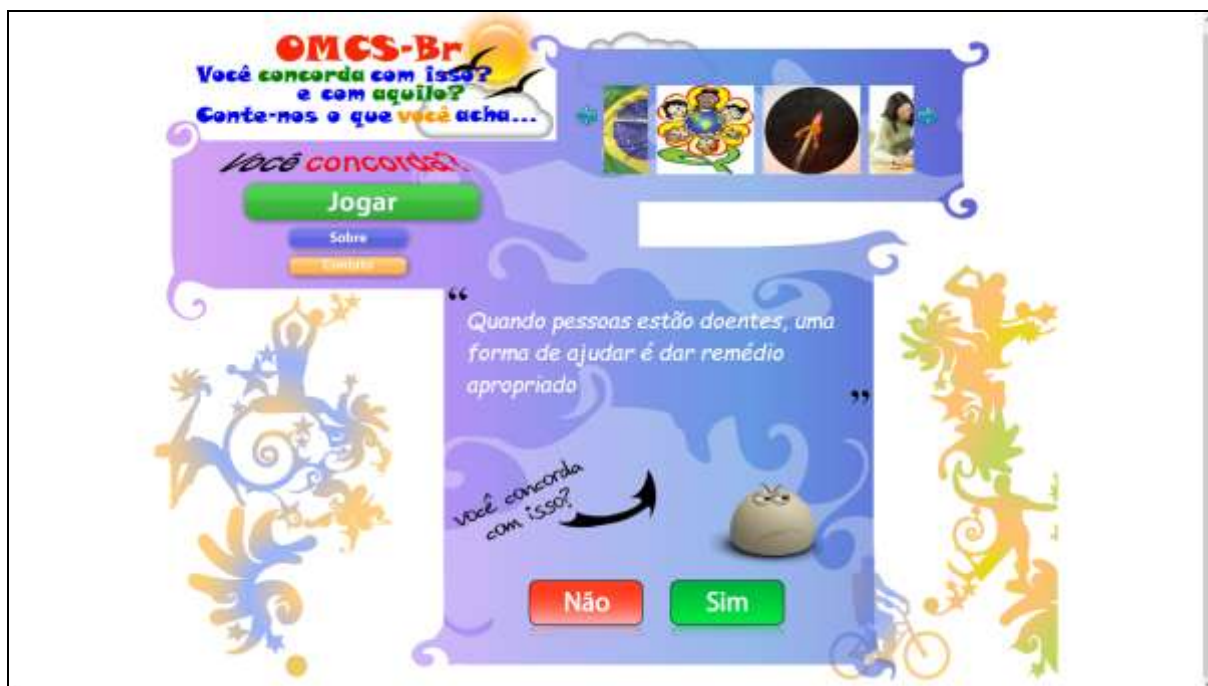 OMCS-Br
Você concorda com isso?
e com aquilo?
Conte-nos o que você acha...
Você concorda?
Jogar
Sobre
Contato
“
Quando pessoas estão doentes, uma
forma de ajudar é dar remédio
apropriado
”
você concorda
com isso?
Não
Sim